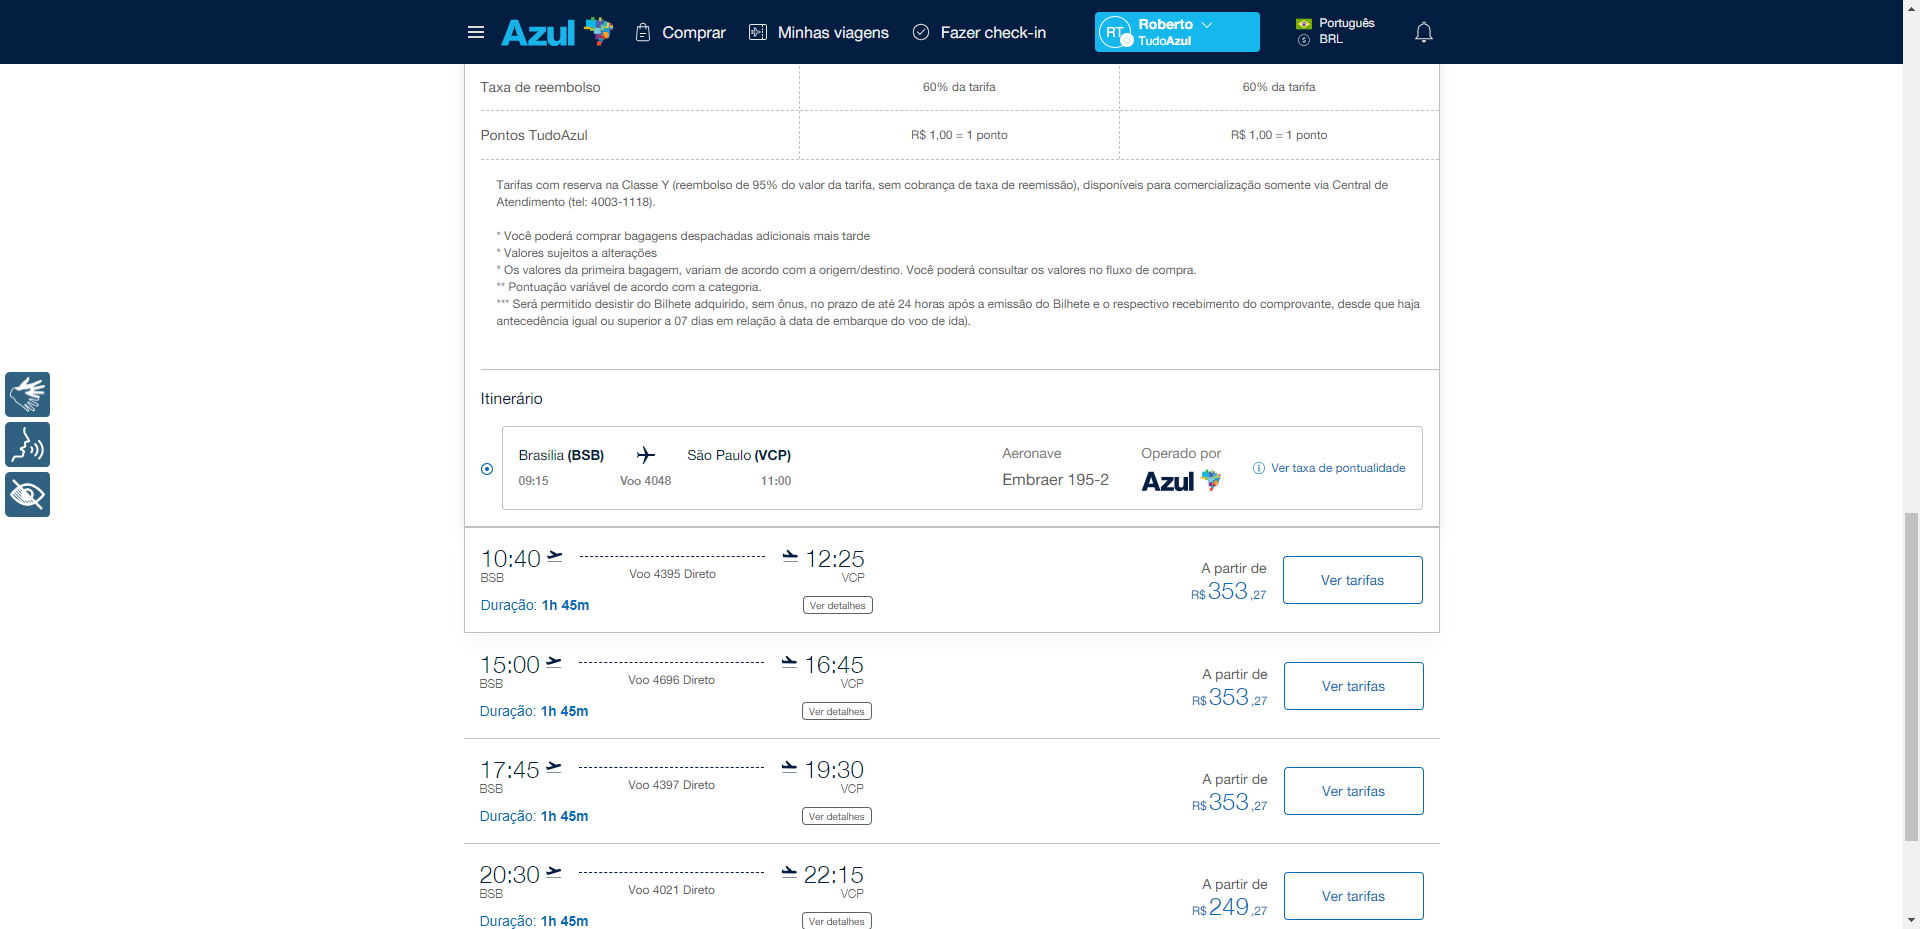 Azul
Comprar
Minhas viagens
Fazer check-in
RT
Roberto
TudoAzul
Português
BRL
Taxa de reembolso
60% da tarifa
60% da tarifa
Pontos TudoAzul
R$ 1,00 = 1 ponto
R$ 1,00 = 1 ponto
Tarifas com reserva na Classe Y (reembolso de 95% do valor da tarifa, sem cobrança de taxa de reemissão), disponíveis para comercialização somente via Central de
Atendimento (tel: 4003-1118).
* Você poderá comprar bagagens despachadas adicionais mais tarde
* Valores sujeitos a alterações
* Os valores da primeira bagagem, variam de acordo com a origem/destino. Você poderá consultar os valores no fluxo de compra.
** Pontuação variável de acordo com a categoria.
*** Será permitido desistir do Bilhete adquirido, sem ônus, no prazo de até 24 horas após a emissão do Bilhete e o respectivo recebimento do comprovante, desde que haja
antecedência igual ou superior a 07 dias em relação à data de embarque do voo de ida).
Itinerário
Brasília (BSB)
São Paulo (VCP)
09:15
Voo 4048
11:00
Aeronave
Embraer 195-2
Operado por
Azul
Ver taxa de pontualidade
10:40
12:25
BSB
Voo 4395 Direto
VCP
Duração: 1h 45m
Ver detalhes
A partir de
R$ 353,27
Ver tarifas
15:00
16:45
BSB
Voo 4696 Direto
VCP
Duração: 1h 45m
Ver detalhes
A partir de
R$ 353,27
Ver tarifas
17:45
19:30
BSB
Voo 4397 Direto
VCP
Duração: 1h 45m
Ver detalhes
A partir de
R$ 353,27
Ver tarifas
20:30
22:15
BSB
Voo 4021 Direto
VCP
Duração: 1h 45m
Ver detalhes
A partir de
R$ 249,27
Ver tarifas